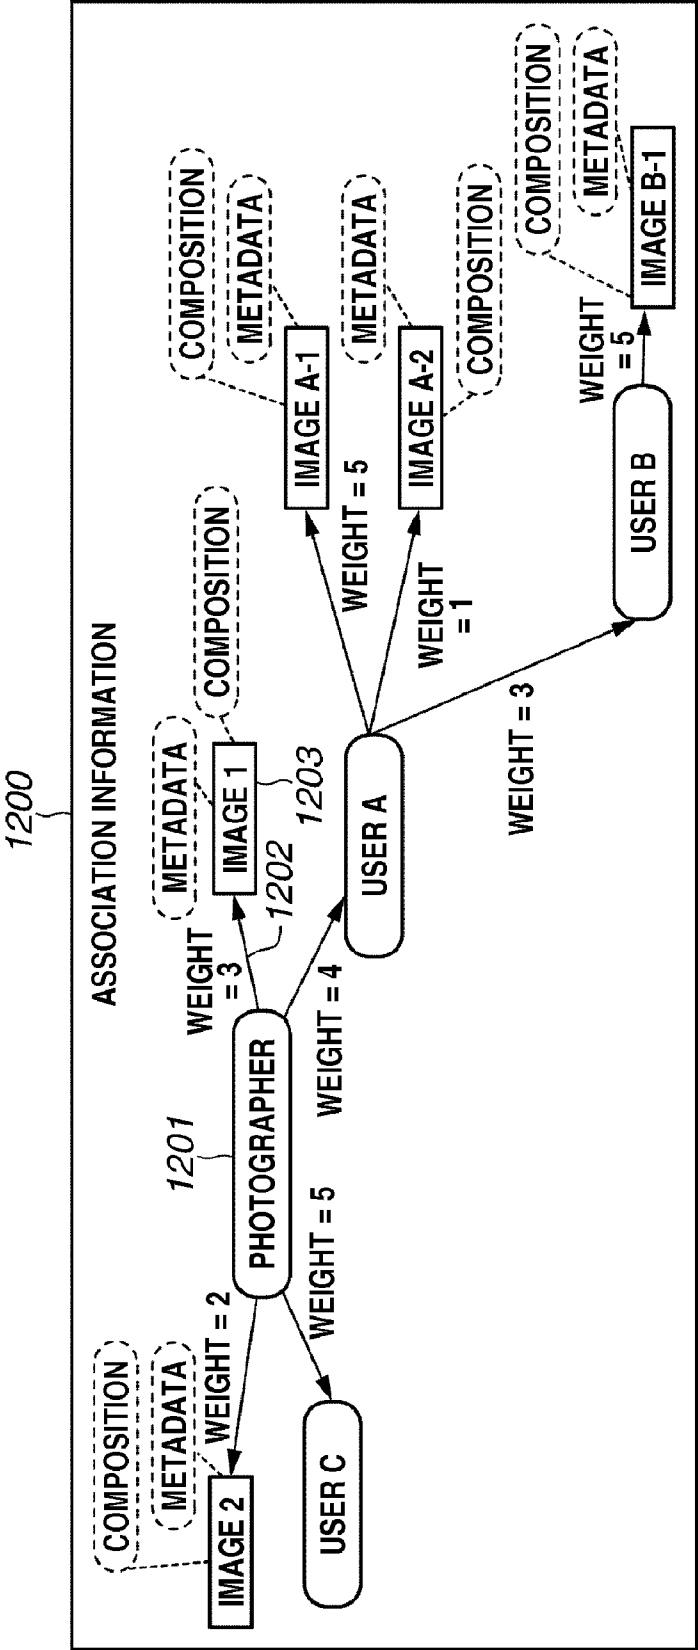 1200
ASSOCIATION INFORMATION
COMPOSITION
METADATA
IMAGE 2
WEIGHT = 2
USER C
WEIGHT = 5
1201
PHOTOGRAPHER
WEIGHT
= 3
1202
METADATA
IMAGE 1
COMPOSITION
1203
WEIGHT = 4
USER A
WEIGHT = 5
COMPOSITION
METADATA
IMAGE A-1
WEIGHT
= 1
METADATA
IMAGE A-2
COMPOSITION
WEIGHT = 3
USER B
WEIGHT
= 5
COMPOSITION
METADATA
IMAGE B-1